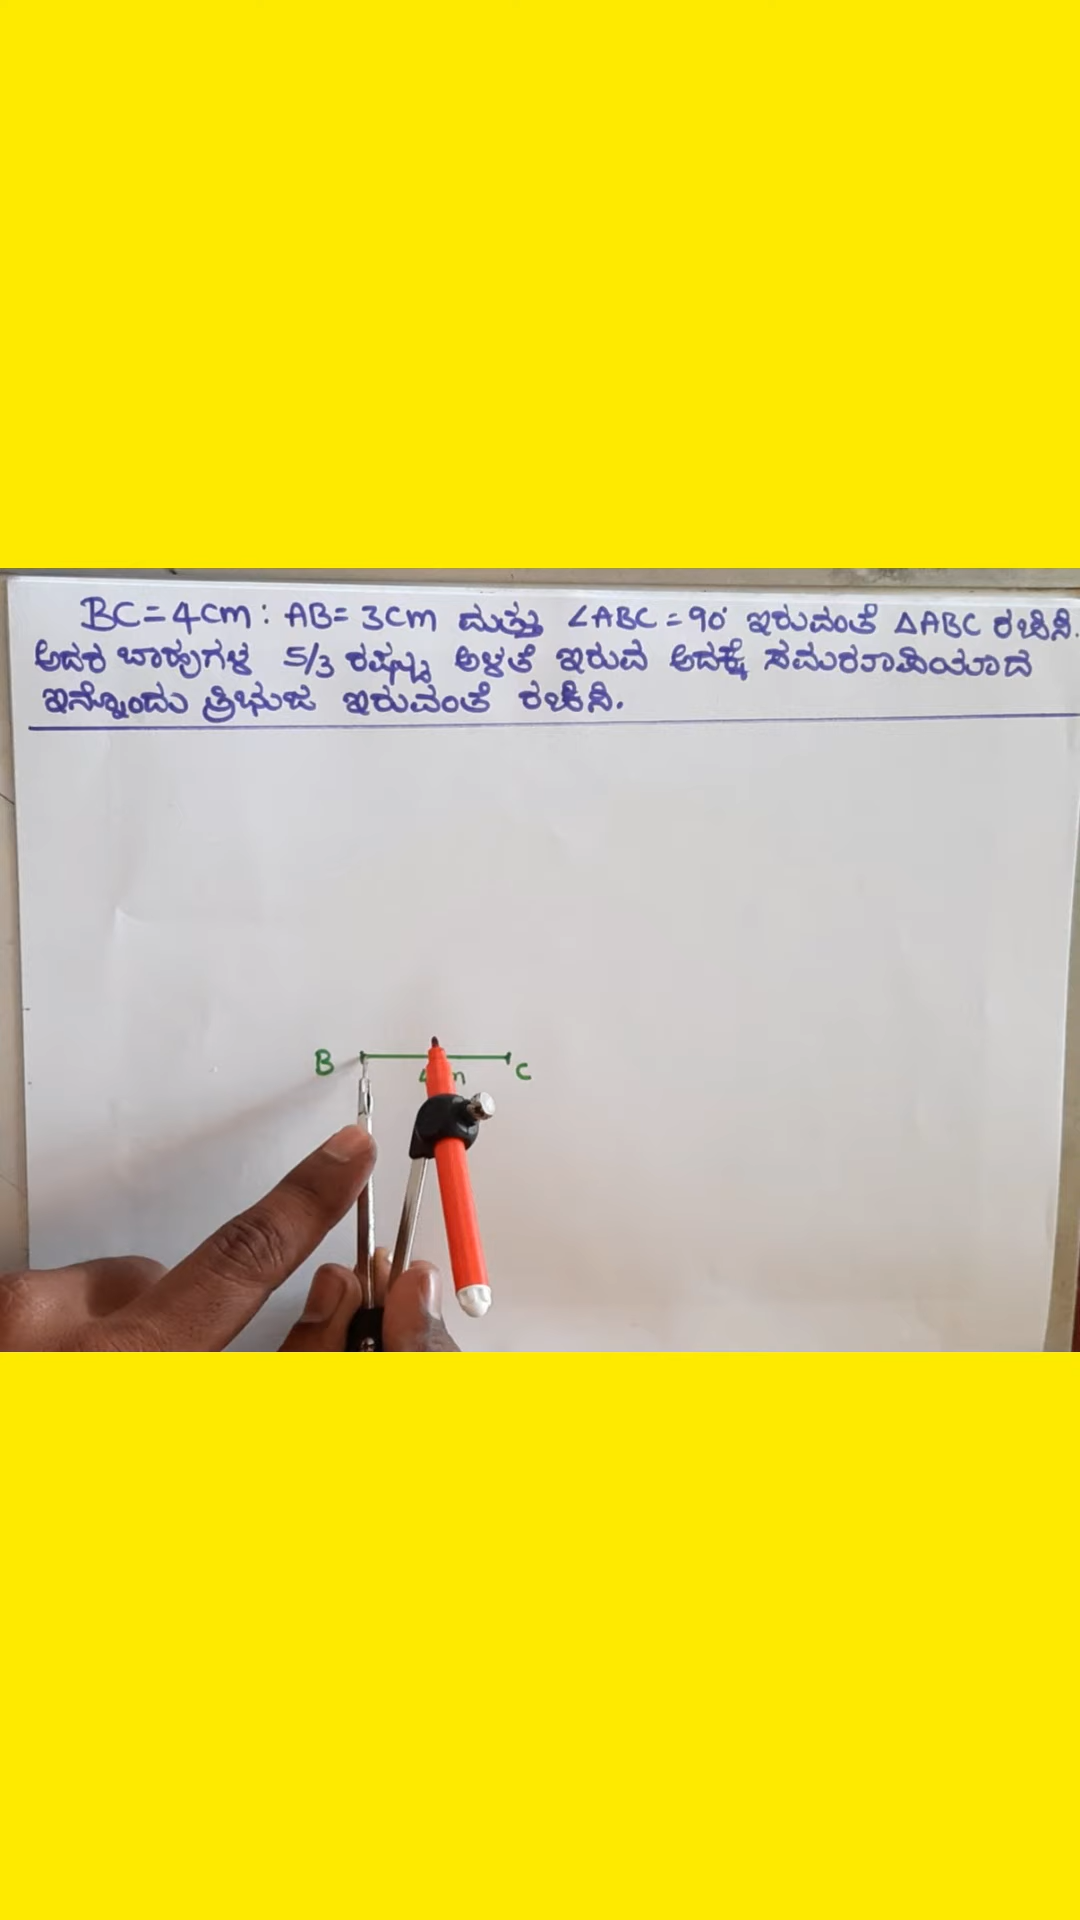 BC = 4cm : AB = 3cm ಮತ್ತು ∠ABC = 90° ಇರುವಂತೆ △ABC ರಚಿಸಿ.
ಅದರ ಬಾಹುಗಳ 5/3 ರಷ್ಟು ಅಳತೆ ಇರುವ ಅದಕ್ಕೆ ಸಮರೂಪಿಯಾದ
ಇನ್ನೊಂದು ತ್ರಿಭುಜ ಇರುವಂತೆ ರಚಿಸಿ.
B C